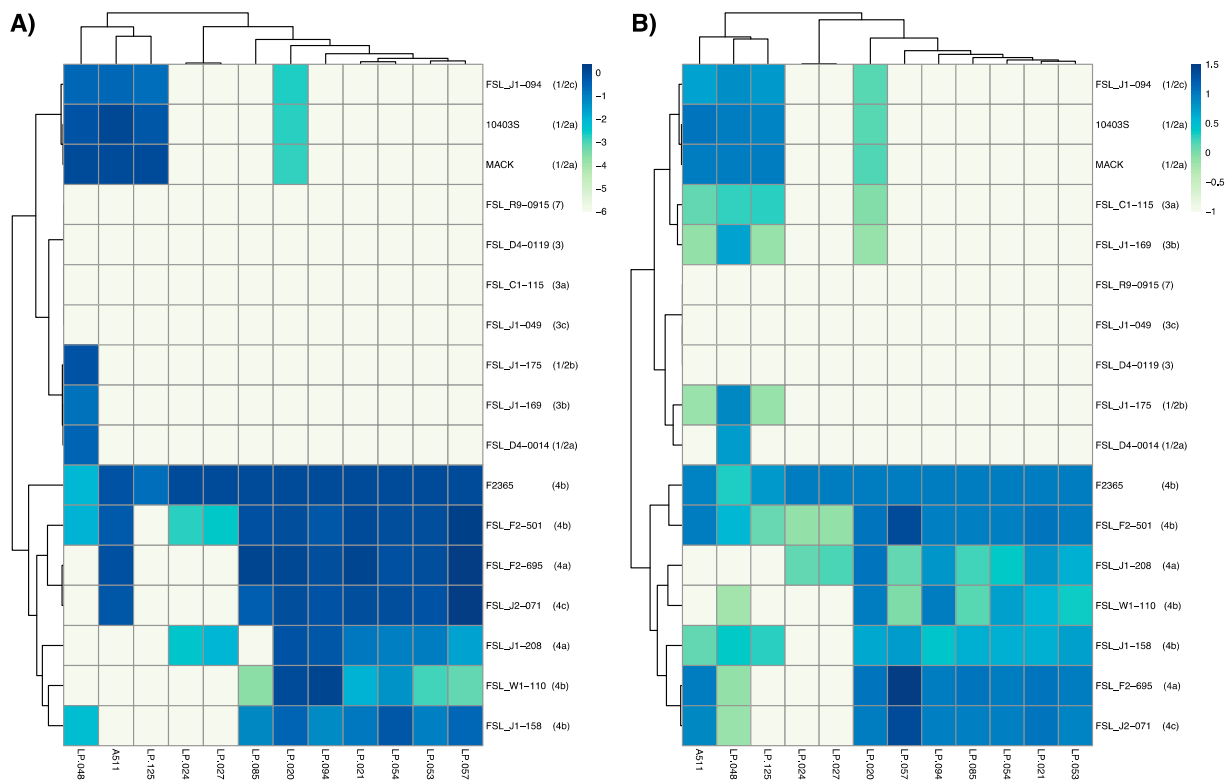 A)
B)
0
−1
−2
−3
−4
−5
−6
FSL_J1−094 (1/2c)
10403S (1/2a)
MACK (1/2a)
FSL_R9−0915 (7)
FSL_D4−0119 (3)
FSL_C1−115 (3a)
FSL_J1−049 (3c)
FSL_J1−175 (1/2b)
FSL_J1−169 (3b)
FSL_D4−0014 (1/2a)
F2365 (4b)
FSL_F2−501 (4b)
FSL_F2−695 (4a)
FSL_J2−071 (4c)
FSL_J1−208 (4a)
FSL_W1−110 (4b)
FSL_J1−158 (4b)
LP.048
A511
LP.125
LP.024
LP.027
LP.085
LP.020
LP.094
LP.021
LP.054
LP.053
LP.057
1.5
1
0.5
0
−0.5
−1
FSL_J1−094 (1/2c)
10403S (1/2a)
MACK (1/2a)
FSL_C1−115 (3a)
FSL_J1−169 (3b)
FSL_R9−0915 (7)
FSL_J1−049 (3c)
FSL_D4−0119 (3)
FSL_J1−175 (1/2b)
FSL_D4−0014 (1/2a)
F2365 (4b)
FSL_F2−501 (4b)
FSL_J1−208 (4a)
FSL_W1−110 (4b)
FSL_J1−158 (4b)
FSL_F2−695 (4a)
FSL_J2−071 (4c)
A511
LP.048
LP.125
LP.024
LP.027
LP.020
LP.057
LP.094
LP.085
LP.054
LP.021
LP.053